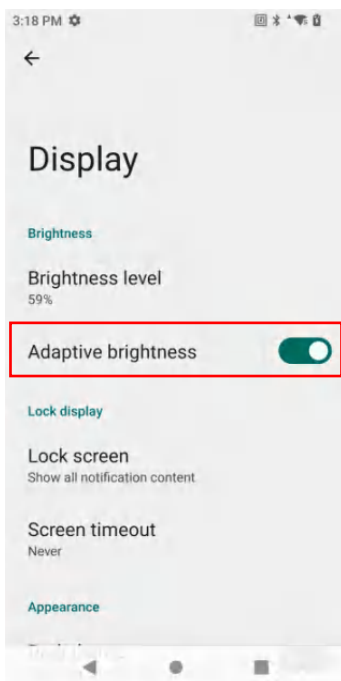 3:18 PM
Display
Brightness
Brightness level
59%
Adaptive brightness
Lock display
Lock screen
Show all notification content
Screen timeout
Never
Appearance